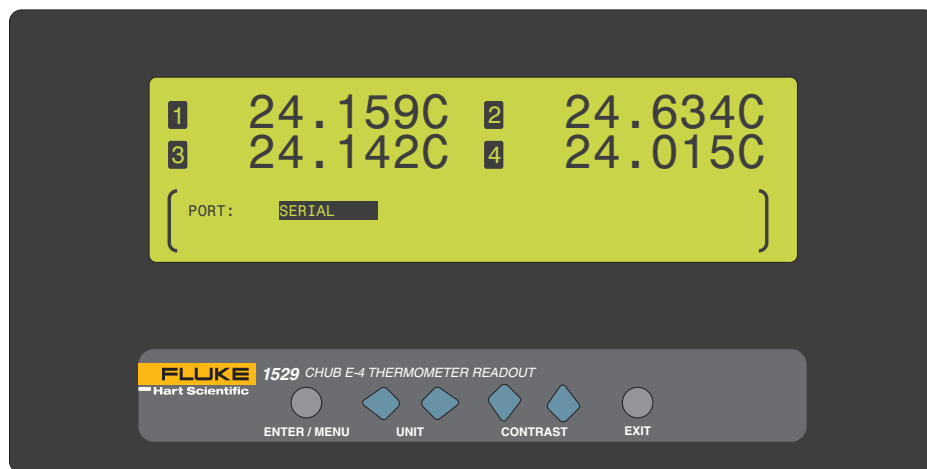 1 24.159C 2 24.634C
3 24.142C 4 24.015C
PORT: SERIAL
FLUKE 1529 CHUB E-4 THERMOMETER READOUT
Hart Scientific
ENTER / MENU UNIT CONTRAST EXIT